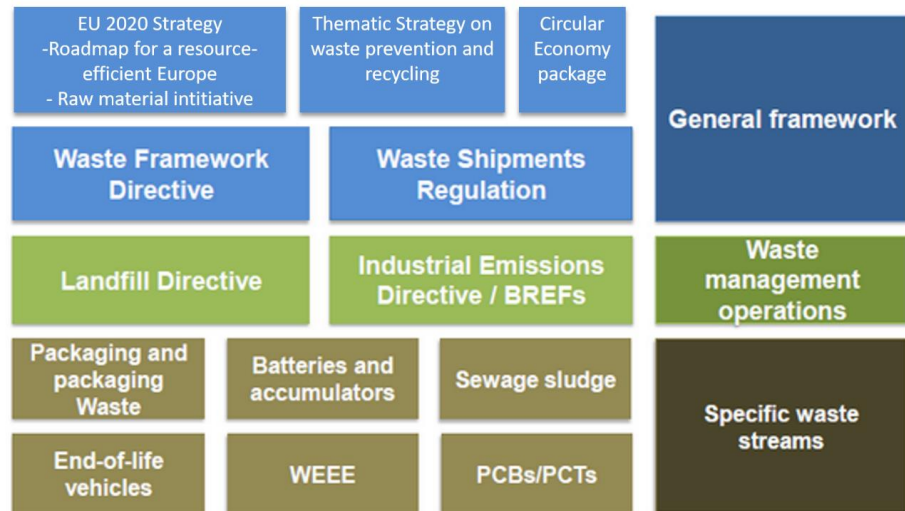 EU 2020 Strategy
-Roadmap for a resource-
efficient Europe
- Raw material intitiative
Thematic Strategy on
waste prevention and
recycling
Circular
Economy
package
General framework
Waste Framework
Directive
Waste Shipments
Regulation
Landfill Directive
Industrial Emissions
Directive / BREFs
Waste
management
operations
Packaging and
packaging
Waste
Batteries and
accumulators
Sewage sludge
Specific waste
streams
End-of-life
vehicles
WEEE
PCBs/PCTs